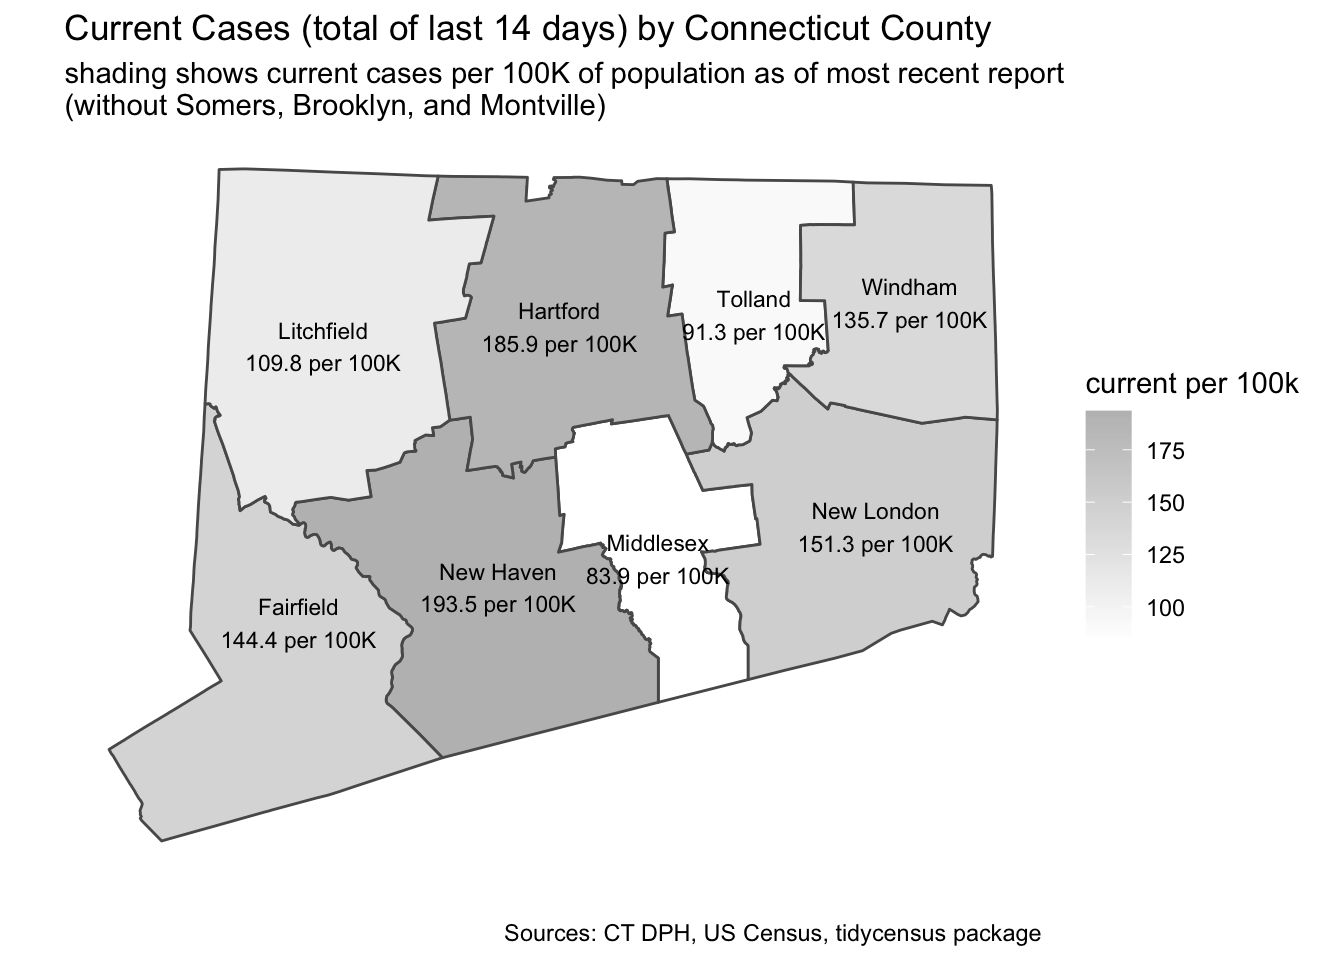 Current Cases (total of last 14 days) by Connecticut County
shading shows current cases per 100K of population as of most recent report
(without Somers, Brooklyn, and Montville)
Litchfield
109.8 per 100K
Hartford
185.9 per 100K
Tolland
91.3 per 100K
Windham
135.7 per 100K
Fairfield
144.4 per 100K
New Haven
193.5 per 100K
Middlesex
83.9 per 100K
New London
151.3 per 100K
current per 100k
175
150
125
100
Sources: CT DPH, US Census, tidycensus package